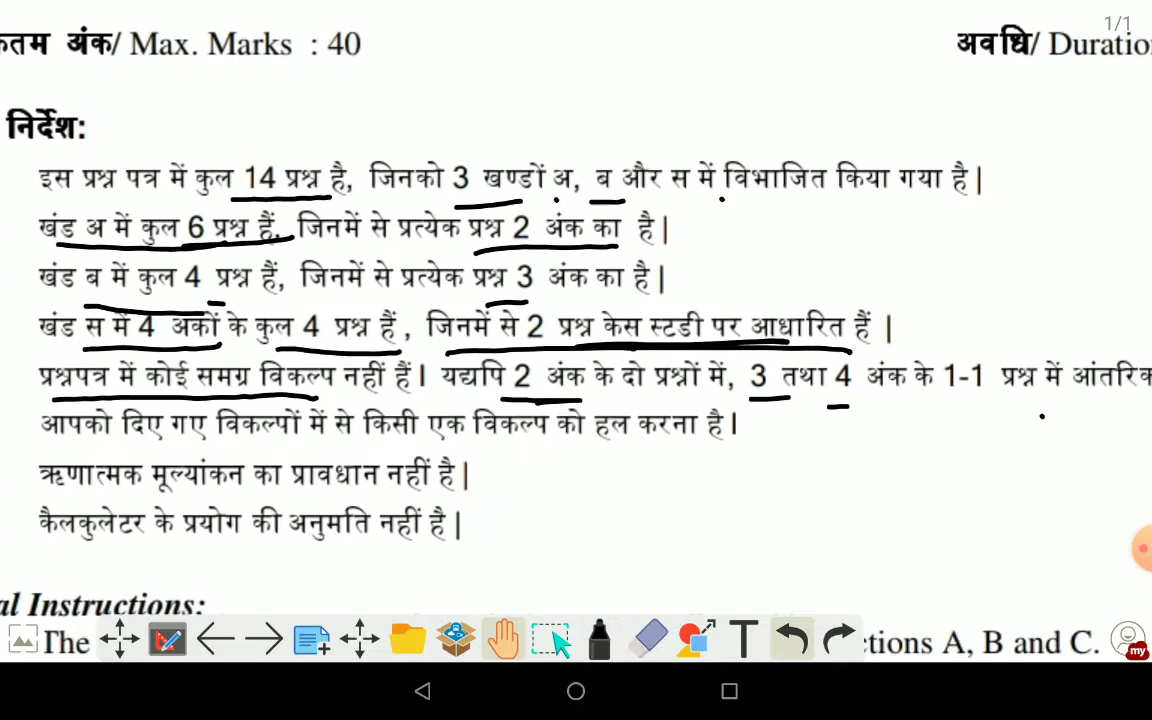 1/1
कतम अंक/ Max. Marks : 40 अवधि/ Duratio
निर्देश:
इस प्रश्न पत्र में कुल 14 प्रश्न है, जिनको 3 खण्डों अ, ब और स में विभाजित किया गया है |
खंड अ में कुल 6 प्रश्न हैं, जिनमें से प्रत्येक प्रश्न 2 अंक का है |
खंड ब में कुल 4 प्रश्न हैं, जिनमें से प्रत्येक प्रश्न 3 अंक का है |
खंड स में 4 अकों के कुल 4 प्रश्न हैं , जिनमें से 2 प्रश्न केस स्टडी पर आधारित हैं |
प्रश्नपत्र में कोई समग्र विकल्प नहीं हैं। यद्यपि 2 अंक के दो प्रश्नों में, 3 तथा 4 अंक के 1-1 प्रश्न में आंतरिक
आपको दिए गए विकल्पों में से किसी एक विकल्प को हल करना है।
ऋणात्मक मूल्यांकन का प्रावधान नहीं है |
कैलकुलेटर के प्रयोग की अनुमति नहीं है |
al Instructions:
The ctions A, B and C.
my